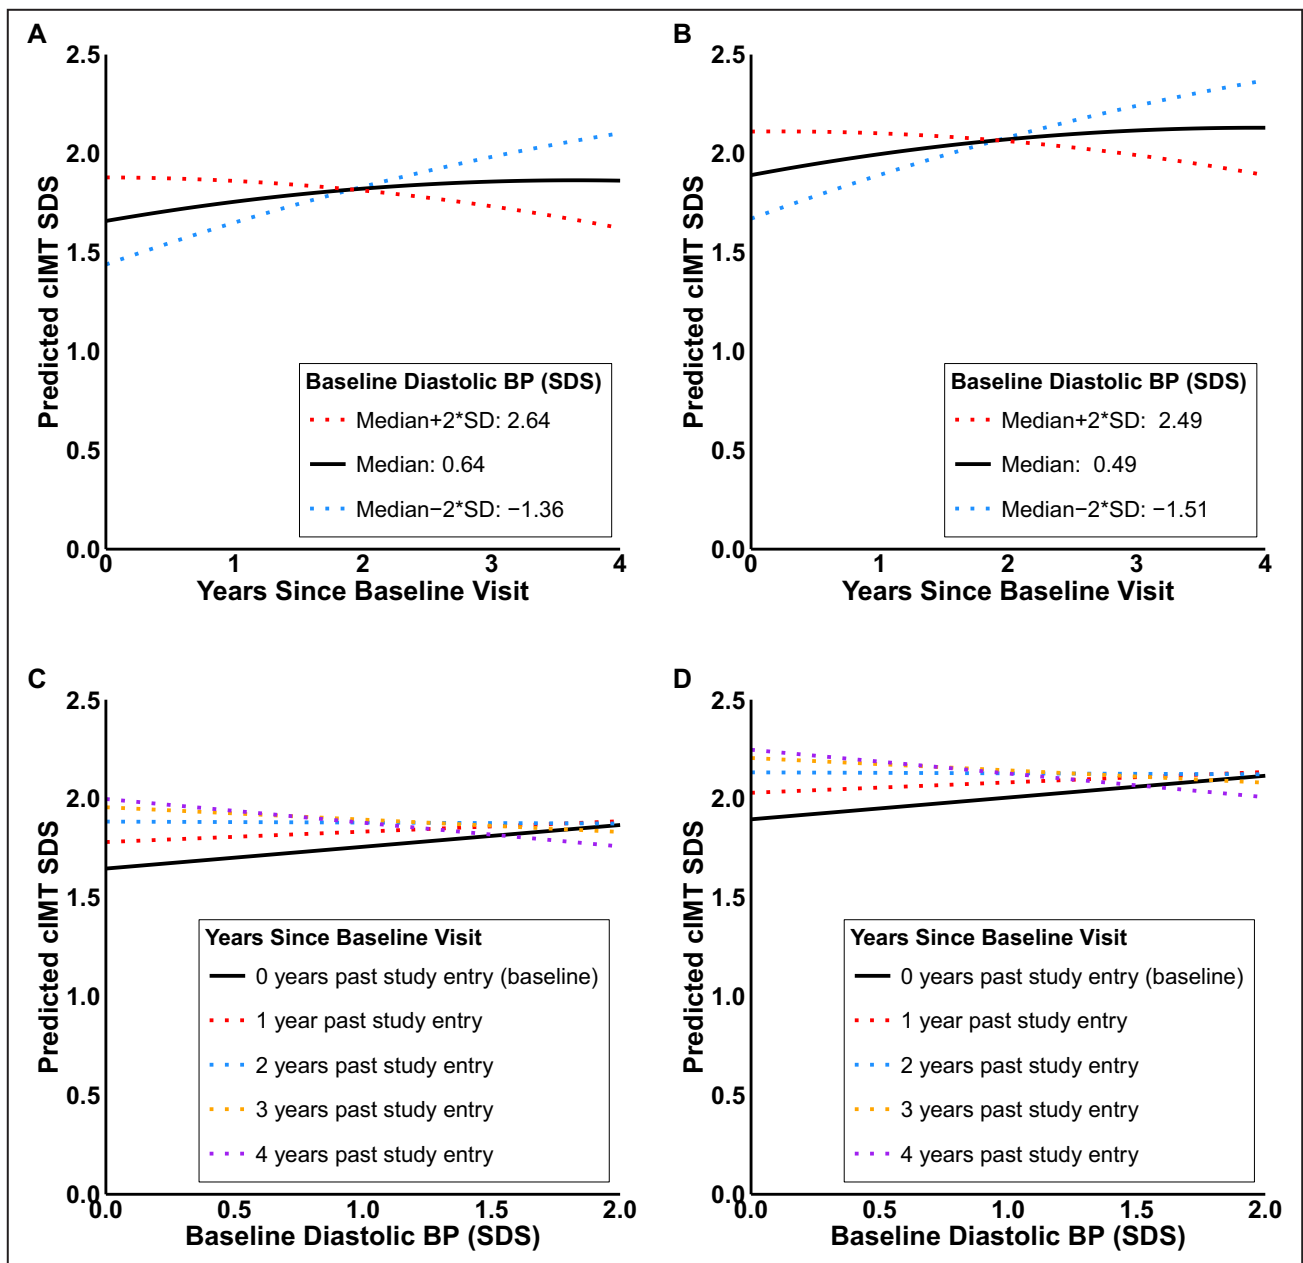 A
2.5
2.0
1.5
1.0
0.5
0.0
Predicted cIMT SDS
Baseline Diastolic BP (SDS)
Median+2*SD: 2.64
Median: 0.64
Median−2*SD: −1.36
0 1 2 3 4
Years Since Baseline Visit
B
2.5
2.0
1.5
1.0
0.5
0.0
Predicted cIMT SDS
Baseline Diastolic BP (SDS)
Median+2*SD: 2.49
Median: 0.49
Median−2*SD: −1.51
0 1 2 3 4
Years Since Baseline Visit
C
2.5
2.0
1.5
1.0
0.5
0.0
Predicted cIMT SDS
Years Since Baseline Visit
0 years past study entry (baseline)
1 year past study entry
2 years past study entry
3 years past study entry
4 years past study entry
0.0 0.5 1.0 1.5 2.0
Baseline Diastolic BP (SDS)
D
2.5
2.0
1.5
1.0
0.5
0.0
Predicted cIMT SDS
Years Since Baseline Visit
0 years past study entry (baseline)
1 year past study entry
2 years past study entry
3 years past study entry
4 years past study entry
0.0 0.5 1.0 1.5 2.0
Baseline Diastolic BP (SDS)